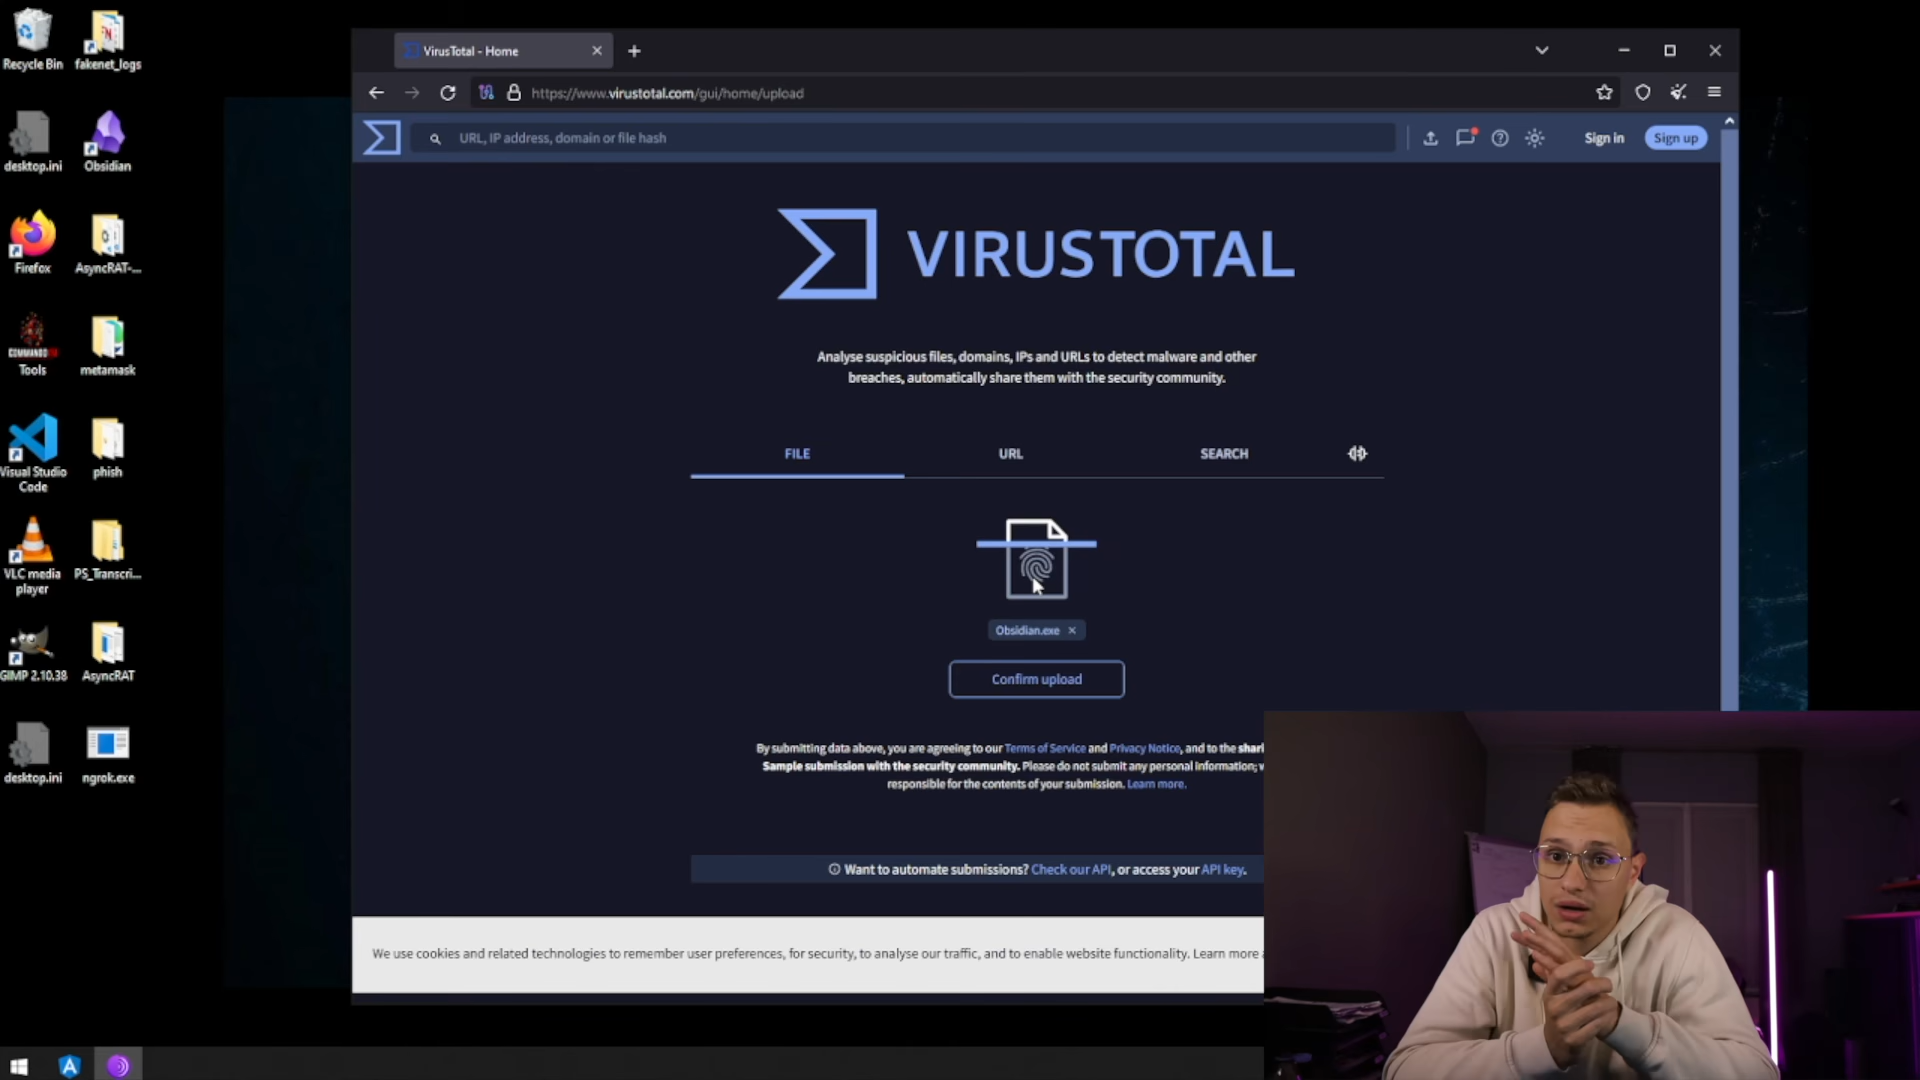 Recycle Bin
fakenet_logs
desktop.ini
Obsidian
Firefox
AsyncRAT-...
COMMANDO
Tools
metamask
Visual Studio
Code
phish
VLC media
player
PS_Transcri...
GIMP 2.10.38
AsyncRAT
desktop.ini
ngrok.exe
VirusTotal - Home
https://www.virustotal.com/gui/home/upload
URL, IP address, domain or file hash
Sign in
Sign up
VIRUSTOTAL
Analyse suspicious files, domains, IPs and URLs to detect malware and other
breaches, automatically share them with the security community.
FILE
URL
SEARCH
Obsidian.exe
Confirm upload
By submitting data above, you are agreeing to our Terms of Service and Privacy Notice, and to the
Sample submission with the security community. Please do not submit any personal information;
responsible for the contents of your submission. Learn more.
Want to automate submissions? Check our API, or access your API key.
We use cookies and related technologies to remember user preferences, for security, to analyse our traffic, and to enable website functionality. Learn more